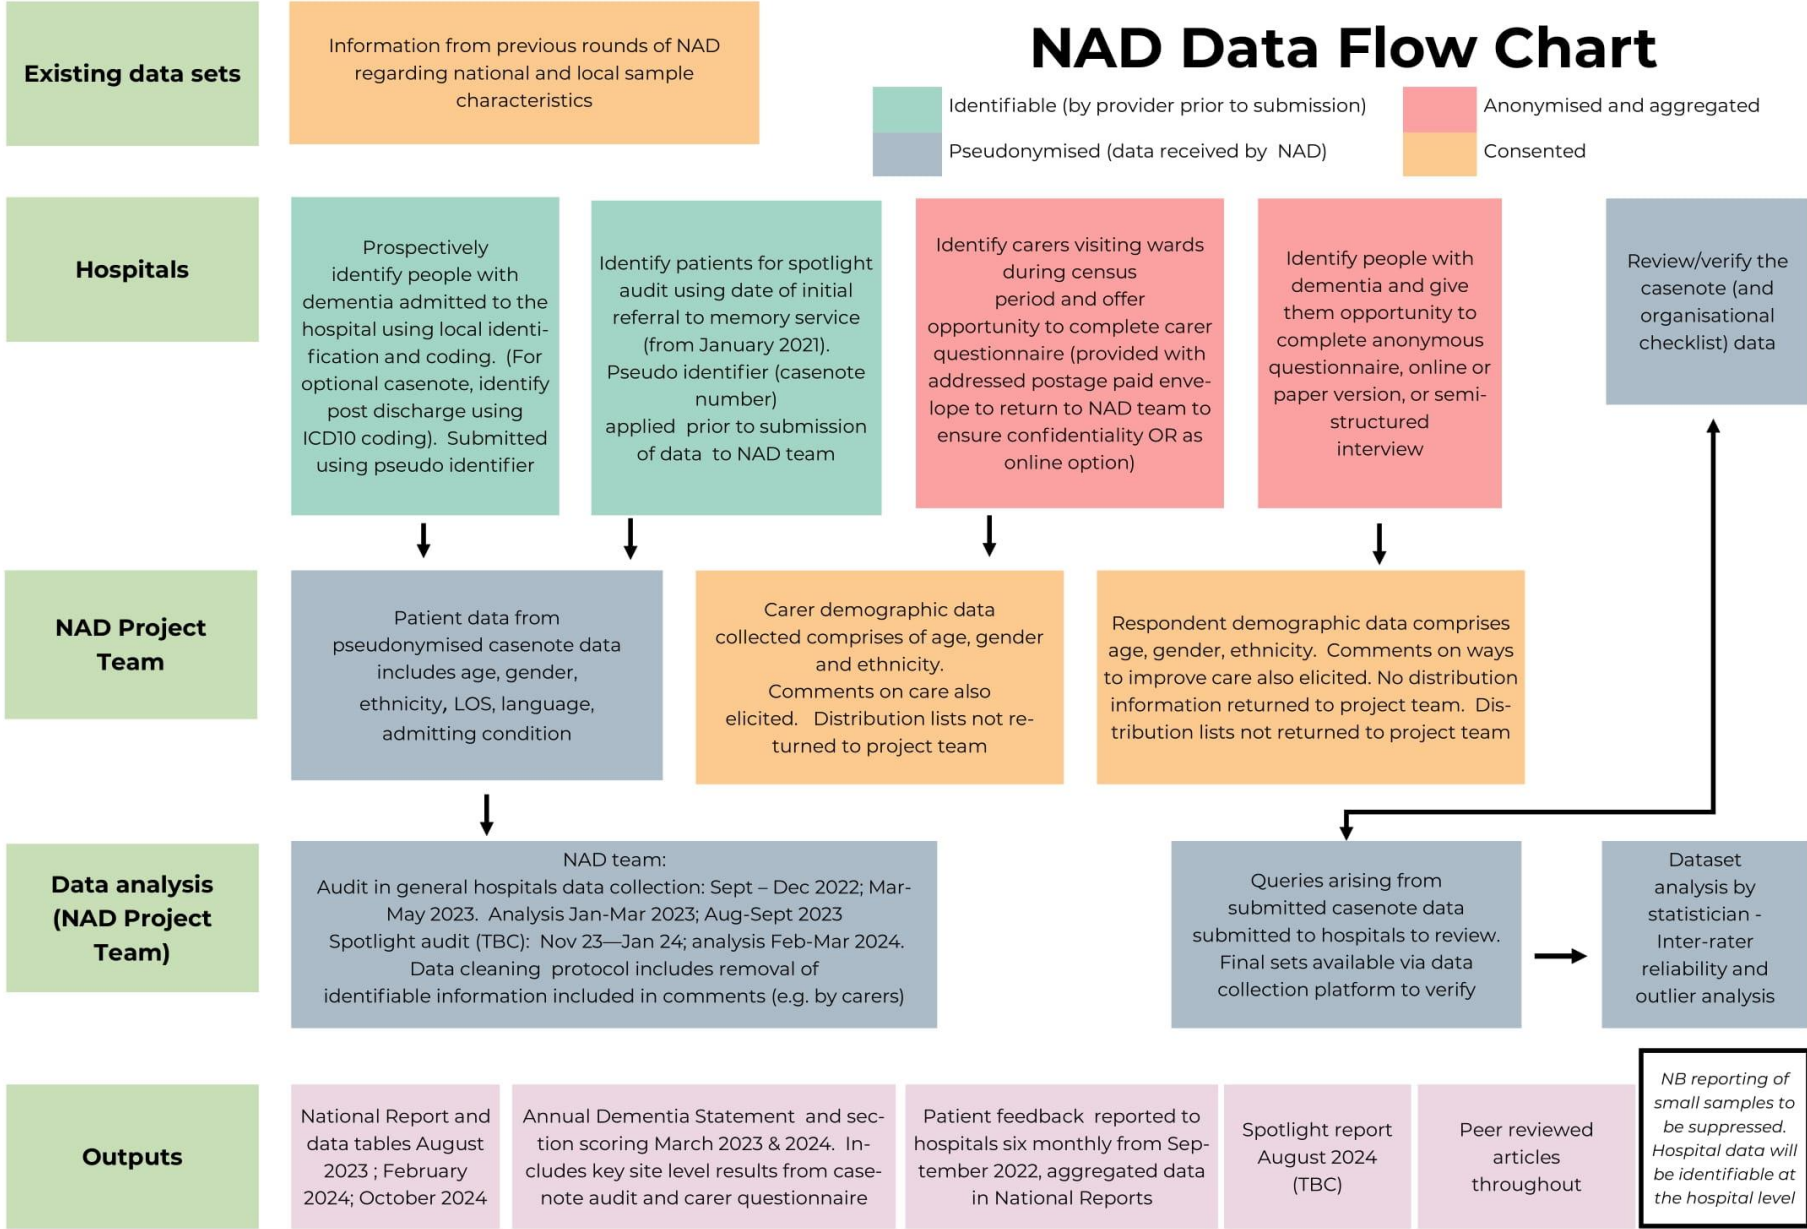 NAD Data Flow Chart
Identifiable (by provider prior to submission)
Anonymised and aggregated
Pseudonymised (data received by NAD)
Consented
Existing data sets
Information from previous rounds of NAD
regarding national and local sample
characteristics
Hospitals
Prospectively
identify people with
dementia admitted to the
hospital using local identi-
fication and coding. (For
optional casenote, identify
post discharge using
ICD10 coding). Submitted
using pseudo identifier
Identify patients for spotlight
audit using date of initial
referral to memory service
(from January 2021).
Pseudo identifier (casenote
number)
applied prior to submission
of data to NAD team
Identify carers visiting wards
during census
period and offer
opportunity to complete carer
questionnaire (provided with
addressed postage paid enve-
lope to return to NAD team to
ensure confidentiality OR as
online option)
Identify people with
dementia and give
them opportunity to
complete anonymous
questionnaire, online or
paper version, or semi-
structured
interview
Review/verify the
casenote (and
organisational
checklist) data
NAD Project
Team
Patient data from
pseudonymised casenote data
includes age, gender,
ethnicity, LOS, language,
admitting condition
Carer demographic data
collected comprises of age, gender
and ethnicity.
Comments on care also
elicited. Distribution lists not re-
turned to project team
Respondent demographic data comprises
age, gender, ethnicity. Comments on ways
to improve care also elicited. No distribution
information returned to project team. Dis-
tribution lists not returned to project team
Data analysis
(NAD Project
Team)
NAD team:
Audit in general hospitals data collection: Sept – Dec 2022; Mar-
May 2023. Analysis Jan-Mar 2023; Aug-Sept 2023
Spotlight audit (TBC): Nov 23—Jan 24; analysis Feb-Mar 2024.
Data cleaning protocol includes removal of
identifiable information included in comments (e.g. by carers)
Queries arising from
submitted casenote data
submitted to hospitals to review.
Final sets available via data
collection platform to verify
Dataset
analysis by
statistician -
Inter-rater
reliability and
outlier analysis
Outputs
National Report and
data tables August
2023 ; February
2024; October 2024
Annual Dementia Statement and sec-
tion scoring March 2023 & 2024. In-
cludes key site level results from case-
note audit and carer questionnaire
Patient feedback reported to
hospitals six monthly from Sep-
tember 2022, aggregated data
in National Reports
Spotlight report
August 2024
(TBC)
Peer reviewed
articles
throughout
NB reporting of
small samples to
be suppressed.
Hospital data will
be identifiable at
the hospital level